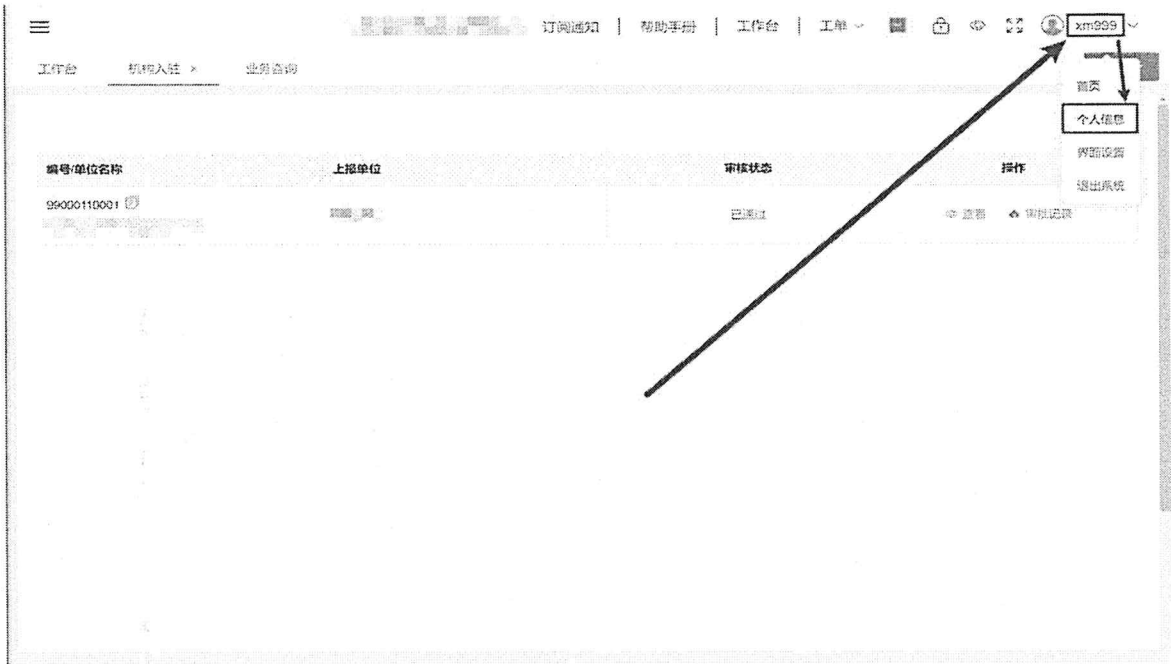 订阅通知 | 帮助手册 | 工作台 | 工单 xm999
工作台 机构入驻 × 业务咨询
首页
个人信息
界面设置
退出系统
编号/单位名称 上报单位 审核状态 操作
99000110001
已通过 查看 审批记录